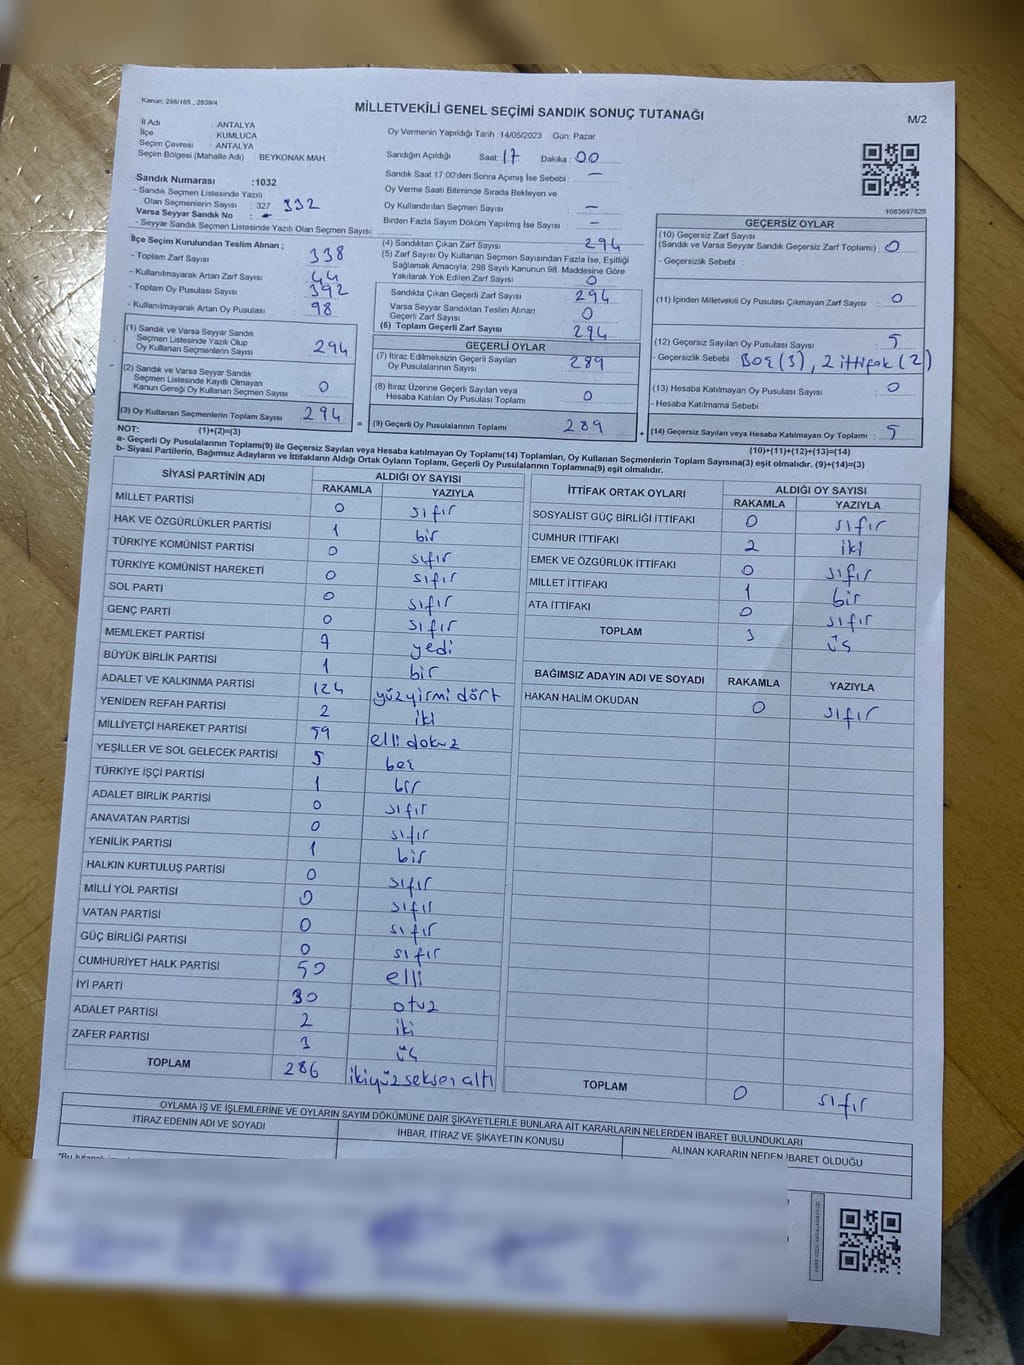 Kanun: 298/105 , 2839/4
MİLLETVEKİLİ GENEL SEÇİMİ SANDIK SONUÇ TUTANAĞI
M/2
İl Adı : ANTALYA
İlçe : KUMLUCA
Seçim Çevresi : ANTALYA
Seçim Bölgesi (Mahalle Adı) : BEYKONAK MAH.
Sandık Numarası :1032
- Sandık Seçmen Listesinde Yazılı
Olan Seçmenlerin Sayısı : 327 332
Varsa Seyyar Sandık No : -
- Seyyar Sandık Seçmen Listesinde Yazılı Olan Seçmen Sayısı:
Oy Vermenin Yapıldığı Tarih :14/05/2023 Gün: Pazar
Sandığın Açıldığı Saat: 17 Dakika : 00
Sandık Saat 17:00'den Sonra Açımış İse Sebebi : -
Oy Verme Saati Bitiminde Sırada Bekleyen ve
Oy Kullandırılan Seçmen Sayısı : -
Birden Fazla Sayım Döküm Yapılmış İse Sayısı : -
1083697826
İlçe Seçim Kurulundan Teslim Alınan ;
- Toplam Zarf Sayısı : 338
- Kullanılmayarak Artan Zarf Sayısı : 44
- Toplam Oy Pusulası Sayısı : 392
- Kullanılmayarak Artan Oy Pusulası : 98
(1) Sandık ve Varsa Seyyar Sandık
Seçmen Listesinde Yazılı Olup
Oy Kullanan Seçmenlerin Sayısı : 294
(2) Sandık ve Varsa Seyyar Sandık
Seçmen Listesinde Kayıtlı Olmayan
Kanun Gereği Oy Kullanan Seçmen Sayısı : 0
(3) Oy Kullanan Seçmenlerin Toplam Sayısı : 294
(4) Sandıktan Çıkan Zarf Sayısı : 294
(5) Zarf Sayısı Oy Kullanan Seçmen Sayısından Fazla İse, Eşitliği
Sağlamak Amacıyla, 298 Sayılı Kanunun 98. Maddesine Göre
Yakılarak Yok Edilen Zarf Sayısı : 0
Sandıkta Çıkan Geçerli Zarf Sayısı : 294
Varsa Seyyar Sandıktan Teslim Alınan
Geçerli Zarf Sayısı : 0
(6) Toplam Geçerli Zarf Sayısı : 294
GEÇERLİ OYLAR
(7) İtiraz Edilmeksizin Geçerli Sayılan
Oy Pusulalarının Sayısı : 289
(8) İtiraz Üzerine Geçerli Sayılan veya
Hesaba Katılan Oy Pusulası Toplamı : 0
= (9) Geçerli Oy Pusulalarının Toplamı : 289
GEÇERSİZ OYLAR
(10) Geçersiz Zarf Sayısı
(Sandık ve Varsa Seyyar Sandık Geçersiz Zarf Toplamı) : 0
- Geçersizlik Sebebi :
(11) İçinden Milletvekili Oy Pusulası Çıkmayan Zarf Sayısı : 0
(12) Geçersiz Sayılan Oy Pusulası Sayısı : 5
- Geçersizlik Sebebi : Boş (3), 2 ittifak (2)
(13) Hesaba Katılmayan Oy Pusulası Sayısı : 0
- Hesaba Katılmama Sebebi :
+ (14) Geçersiz Sayılan veya Hesaba Katılmayan Oy Toplamı : 5
NOT: (1)+(2)=(3)
(10)+(11)+(12)+(13)=(14)
a- Geçerli Oy Pusulalarının Toplamı(9) ile Geçersiz Sayılan veya Hesaba Katılmayan Oy Toplamı(14) Toplamları, Oy Kullanan Seçmenlerin Toplam Sayısına(3) eşit olmalıdır. (9)+(14)=(3)
b- Siyasi Partilerin, Bağımsız Adayların ve İttifakların Aldığı Ortak Oyların Toplamı, Geçerli Oy Pusulalarının Toplamına(9) eşit olmalıdır.
SİYASİ PARTİNİN ADI
ALDIĞI OY SAYISI
RAKAMLA YAZIYLA
MİLLET PARTİSİ 0 sıfır
HAK VE ÖZGÜRLÜKLER PARTİSİ 1 bir
TÜRKİYE KOMÜNİST PARTİSİ 0 sıfır
TÜRKİYE KOMÜNİST HAREKETİ 0 sıfır
SOL PARTİ 0 sıfır
GENÇ PARTİ 0 sıfır
MEMLEKET PARTİSİ 7 yedi
BÜYÜK BİRLİK PARTİSİ 1 bir
ADALET VE KALKINMA PARTİSİ 124 yüzyirmi dört
YENİDEN REFAH PARTİSİ 2 iki
MİLLİYETÇİ HAREKET PARTİSİ 59 elli dokuz
YEŞİLLER VE SOL GELECEK PARTİSİ 5 beş
TÜRKİYE İŞÇİ PARTİSİ 1 bir
ADALET BİRLİK PARTİSİ 0 sıfır
ANAVATAN PARTİSİ 0 sıfır
YENİLİK PARTİSİ 1 bir
HALKIN KURTULUŞ PARTİSİ 0 sıfır
MİLLİ YOL PARTİSİ 0 sıfır
VATAN PARTİSİ 0 sıfır
GÜÇ BİRLİĞİ PARTİSİ 0 sıfır
CUMHURİYET HALK PARTİSİ 50 elli
İYİ PARTİ 30 otuz
ADALET PARTİSİ 2 iki
ZAFER PARTİSİ 3 üç
TOPLAM 286 ikiyüz seksen altı
İTTİFAK ORTAK OYLARI
ALDIĞI OY SAYISI
RAKAMLA YAZIYLA
SOSYALİST GÜÇ BİRLİĞİ İTTİFAKI 0 sıfır
CUMHUR İTTİFAKI 2 iki
EMEK VE ÖZGÜRLÜK İTTİFAKI 0 sıfır
MİLLET İTTİFAKI 1 bir
ATA İTTİFAKI 0 sıfır
TOPLAM 3 üç
BAĞIMSIZ ADAYIN ADI VE SOYADI RAKAMLA YAZIYLA
HAKAN HALİM OKUDAN 0 sıfır
TOPLAM 0 sıfır
OYLAMA İŞ VE İŞLEMLERİNE VE OYLARIN SAYIM DÖKÜMÜNE DAİR ŞİKAYETLERLE BUNLARA AİT KARARLARIN NELERDEN İBARET BULUNDUKLARI
İTİRAZ EDENİN ADI VE SOYADI
İHBAR, İTİRAZ VE ŞİKAYETİN KONUSU
ALINAN KARARIN NEDEN İBARET OLDUĞU